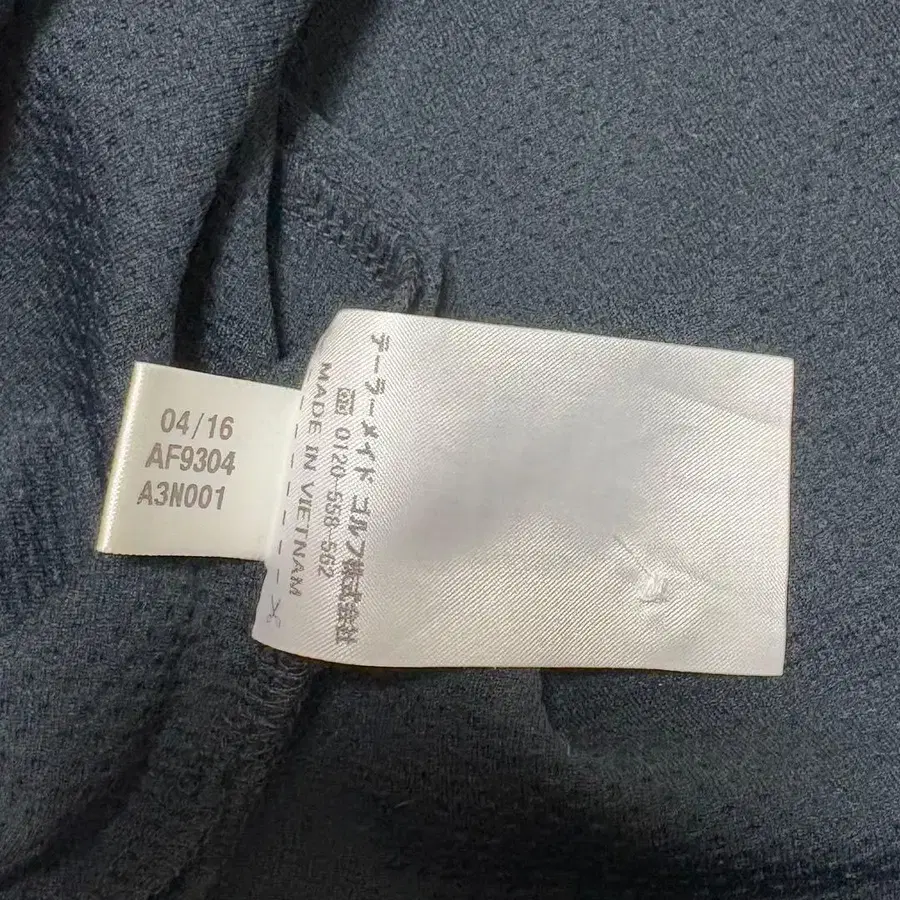 04/16
AF9304
A3N001
テーラーメイド ゴルフ株式会社
0120-558-562
MADE IN VIETNAM